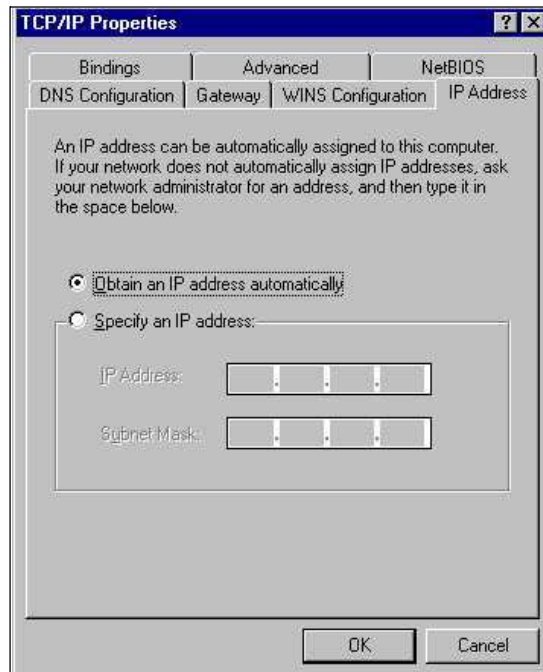 TCP/IP Properties
Bindings
Advanced
NetBIOS
DNS Configuration
Gateway
WINS Configuration
IP Address
An IP address can be automatically assigned to this computer.
If your network does not automatically assign IP addresses, ask
your network administrator for an address, and then type it in
the space below.
Obtain an IP address automatically
Specify an IP address:
IP Address:
Subnet Mask:
OK
Cancel